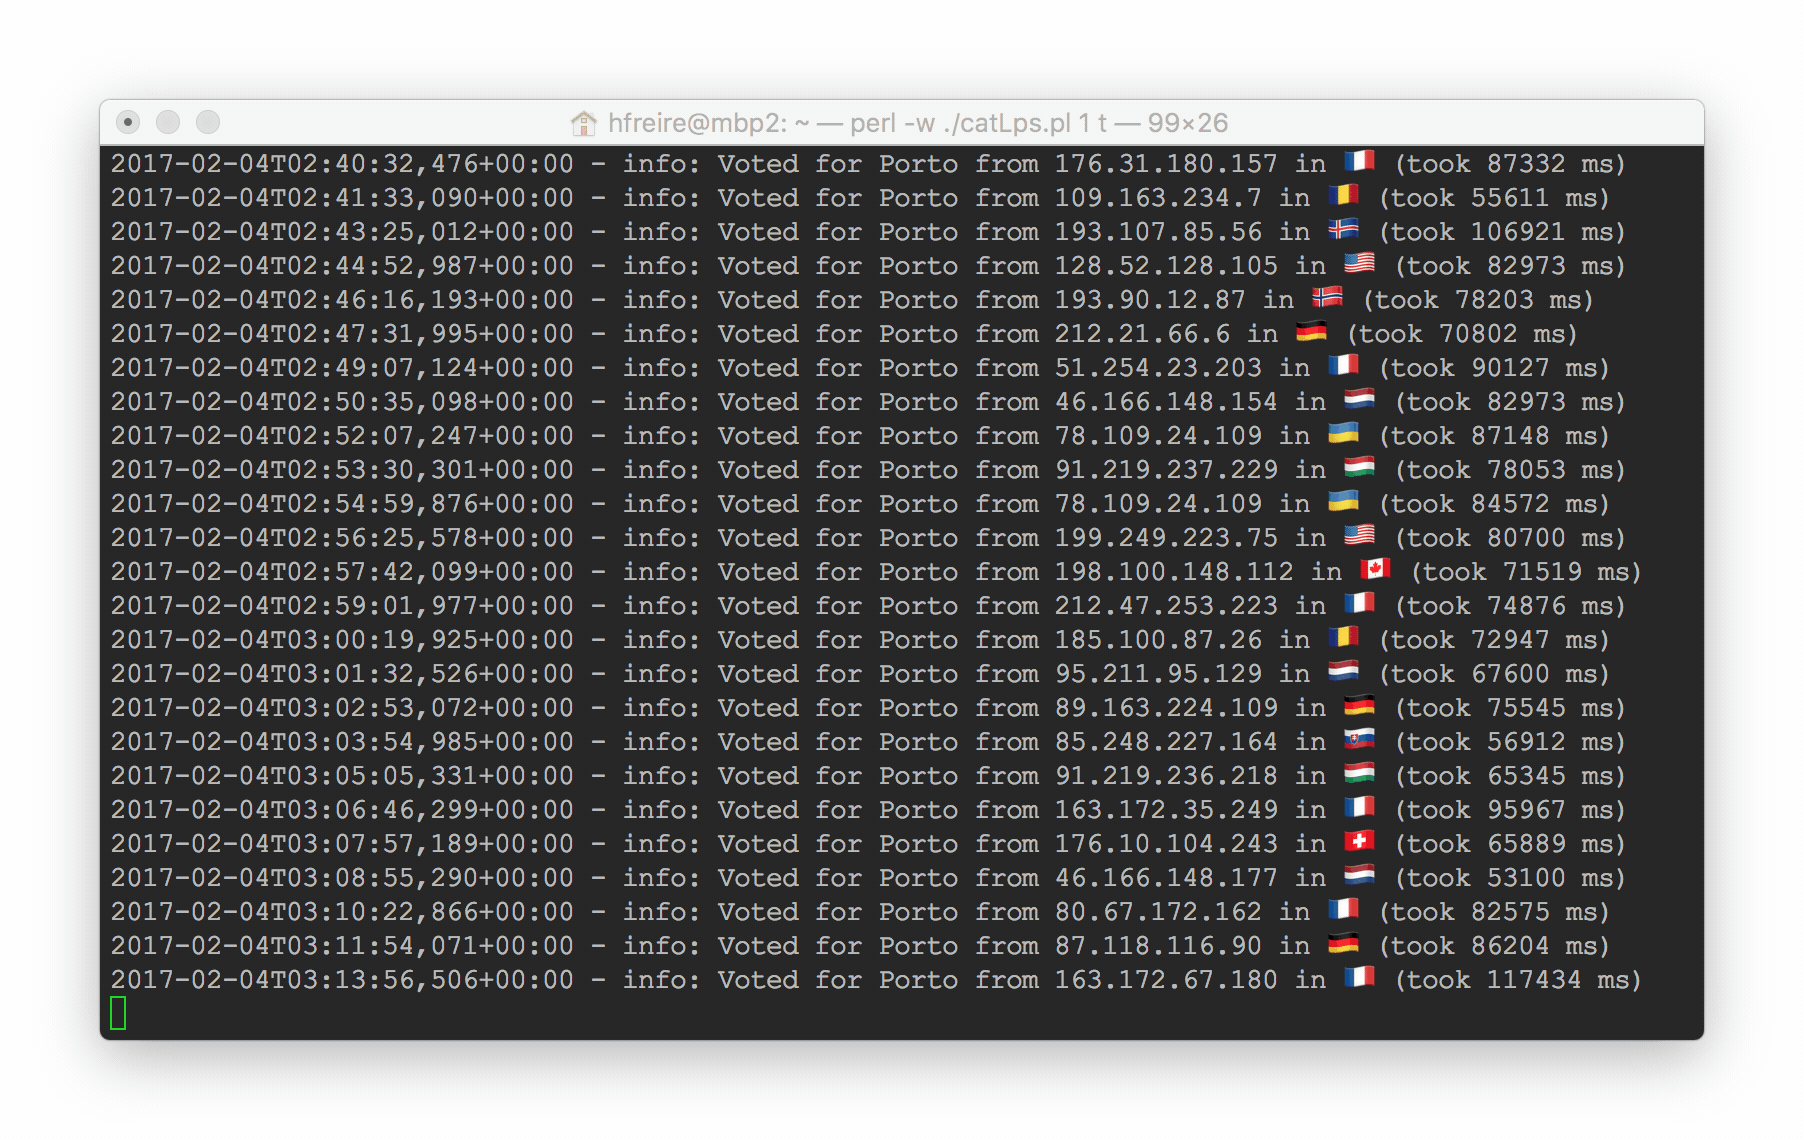 hfreire@mbp2: ~ — perl -w ./catLps.pl 1 t — 99×26
2017-02-04T02:40:32,476+00:00 - info: Voted for Porto from 176.31.180.157 in 🇫🇷 (took 87332 ms)
2017-02-04T02:41:33,090+00:00 - info: Voted for Porto from 109.163.234.7 in 🇷🇴 (took 55611 ms)
2017-02-04T02:43:25,012+00:00 - info: Voted for Porto from 193.107.85.56 in 🇮🇸 (took 106921 ms)
2017-02-04T02:44:52,987+00:00 - info: Voted for Porto from 128.52.128.105 in 🇺🇸 (took 82973 ms)
2017-02-04T02:46:16,193+00:00 - info: Voted for Porto from 193.90.12.87 in 🇳🇴 (took 78203 ms)
2017-02-04T02:47:31,995+00:00 - info: Voted for Porto from 212.21.66.6 in 🇩🇪 (took 70802 ms)
2017-02-04T02:49:07,124+00:00 - info: Voted for Porto from 51.254.23.203 in 🇫🇷 (took 90127 ms)
2017-02-04T02:50:35,098+00:00 - info: Voted for Porto from 46.166.148.154 in 🇳🇱 (took 82973 ms)
2017-02-04T02:52:07,247+00:00 - info: Voted for Porto from 78.109.24.109 in 🇺🇦 (took 87148 ms)
2017-02-04T02:53:30,301+00:00 - info: Voted for Porto from 91.219.237.229 in 🇭🇺 (took 78053 ms)
2017-02-04T02:54:59,876+00:00 - info: Voted for Porto from 78.109.24.109 in 🇺🇦 (took 84572 ms)
2017-02-04T02:56:25,578+00:00 - info: Voted for Porto from 199.249.223.75 in 🇺🇸 (took 80700 ms)
2017-02-04T02:57:42,099+00:00 - info: Voted for Porto from 198.100.148.112 in 🇨🇦 (took 71519 ms)
2017-02-04T02:59:01,977+00:00 - info: Voted for Porto from 212.47.253.223 in 🇫🇷 (took 74876 ms)
2017-02-04T03:00:19,925+00:00 - info: Voted for Porto from 185.100.87.26 in 🇷🇴 (took 72947 ms)
2017-02-04T03:01:32,526+00:00 - info: Voted for Porto from 95.211.95.129 in 🇳🇱 (took 67600 ms)
2017-02-04T03:02:53,072+00:00 - info: Voted for Porto from 89.163.224.109 in 🇩🇪 (took 75545 ms)
2017-02-04T03:03:54,985+00:00 - info: Voted for Porto from 85.248.227.164 in 🇸🇰 (took 56912 ms)
2017-02-04T03:05:05,331+00:00 - info: Voted for Porto from 91.219.236.218 in 🇭🇺 (took 65345 ms)
2017-02-04T03:06:46,299+00:00 - info: Voted for Porto from 163.172.35.249 in 🇫🇷 (took 95967 ms)
2017-02-04T03:07:57,189+00:00 - info: Voted for Porto from 176.10.104.243 in 🇨🇭 (took 65889 ms)
2017-02-04T03:08:55,290+00:00 - info: Voted for Porto from 46.166.148.177 in 🇳🇱 (took 53100 ms)
2017-02-04T03:10:22,866+00:00 - info: Voted for Porto from 80.67.172.162 in 🇫🇷 (took 82575 ms)
2017-02-04T03:11:54,071+00:00 - info: Voted for Porto from 87.118.116.90 in 🇩🇪 (took 86204 ms)
2017-02-04T03:13:56,506+00:00 - info: Voted for Porto from 163.172.67.180 in 🇫🇷 (took 117434 ms)